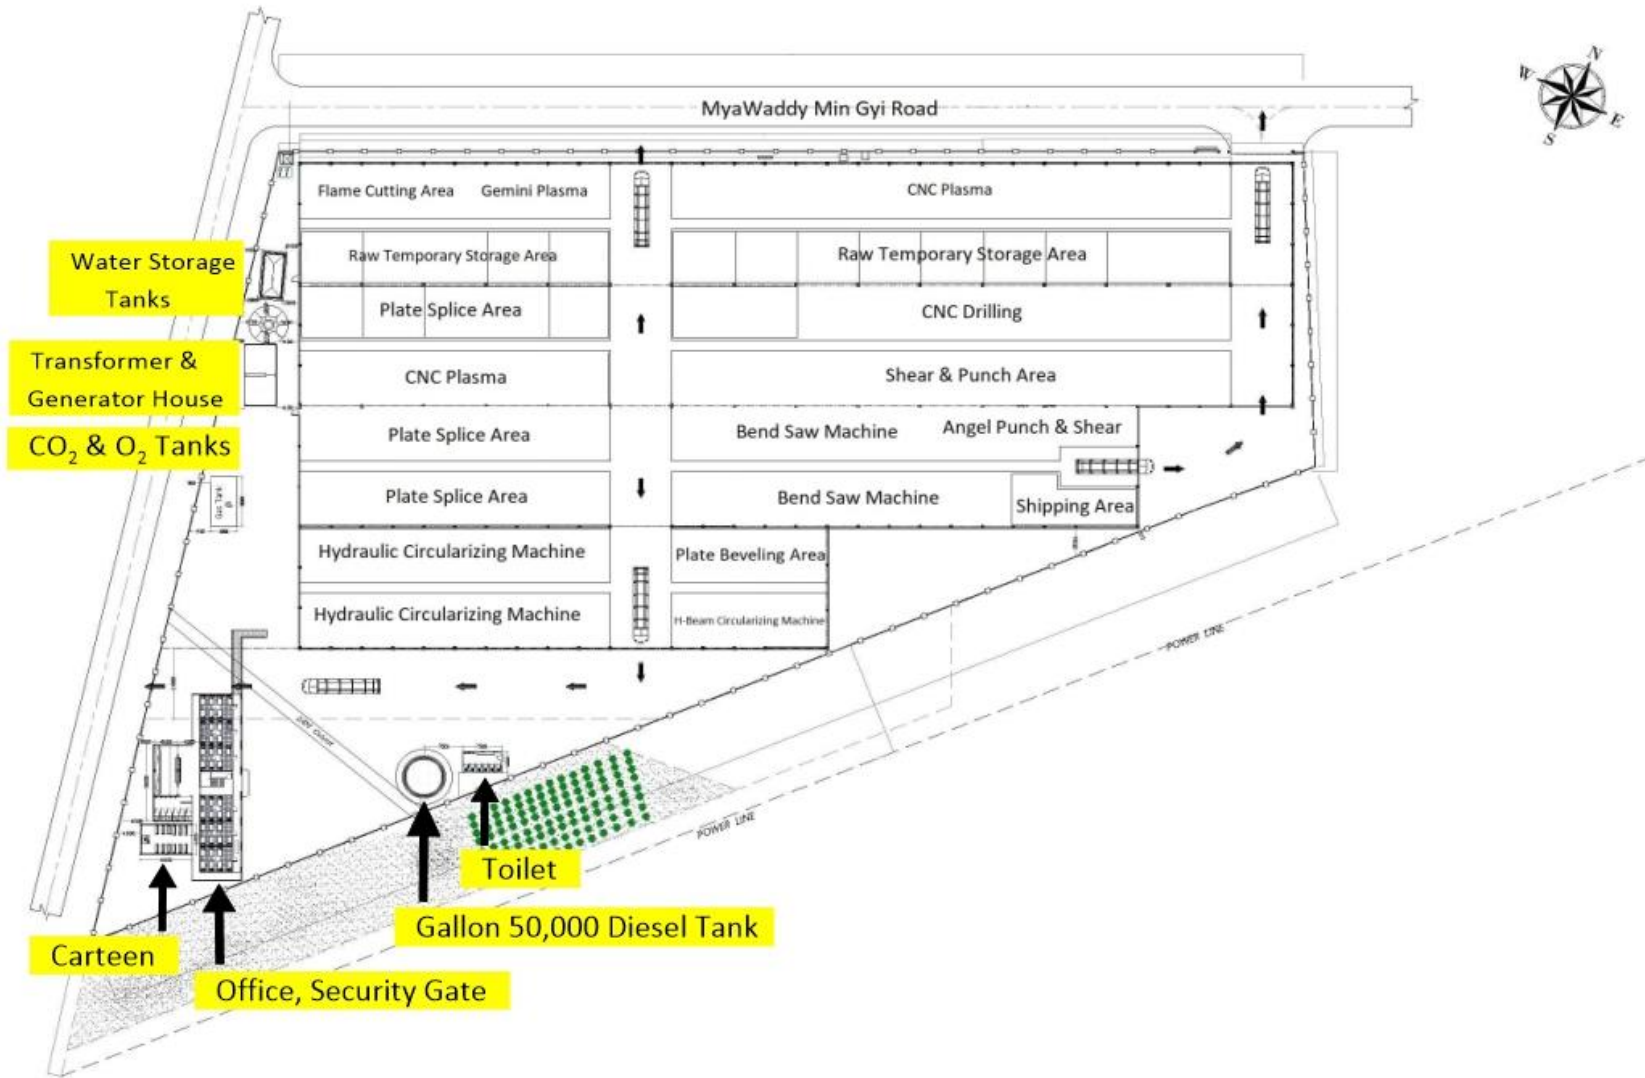 MyaWaddy Min Gyi Road
N
W
E
S
Flame Cutting Area
Gemini Plasma
CNC Plasma
Water Storage
Tanks
Raw Temporary Storage Area
Raw Temporary Storage Area
Plate Splice Area
CNC Drilling
Transformer &
Generator House
CNC Plasma
Shear & Punch Area
CO₂ & O₂ Tanks
Plate Splice Area
Bend Saw Machine
Angel Punch & Shear
Plate Splice Area
Bend Saw Machine
Shipping Area
Hydraulic Circularizing Machine
Plate Beveling Area
Hydraulic Circularizing Machine
H-Beam Circularizing Machine
POWER LINE
POWER LINE
Toilet
Gallon 50,000 Diesel Tank
Carteen
Office, Security Gate